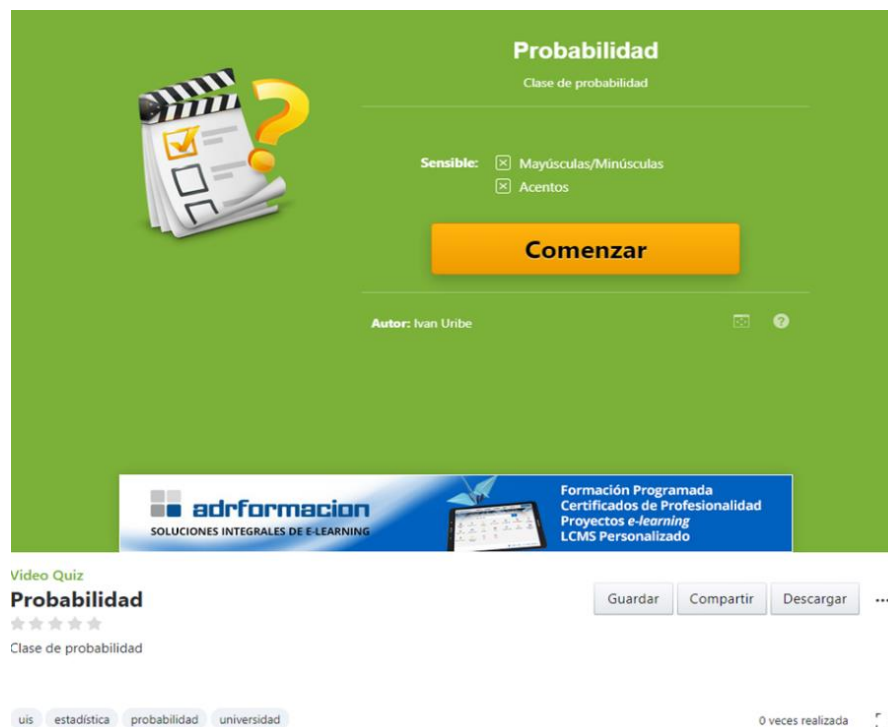 Probabilidad
Clase de probabilidad
Sensible: Mayúsculas/Minúsculas
Acentos
Comenzar
Autor: Ivan Uribe
adrformacion
SOLUCIONES INTEGRALES DE E-LEARNING
Formación Programada
Certificados de Profesionalidad
Proyectos e-learning
LCMS Personalizado
Video Quiz
Probabilidad
Guardar Compartir Descargar ...
Clase de probabilidad
uis estadística probabilidad universidad
0 veces realizada